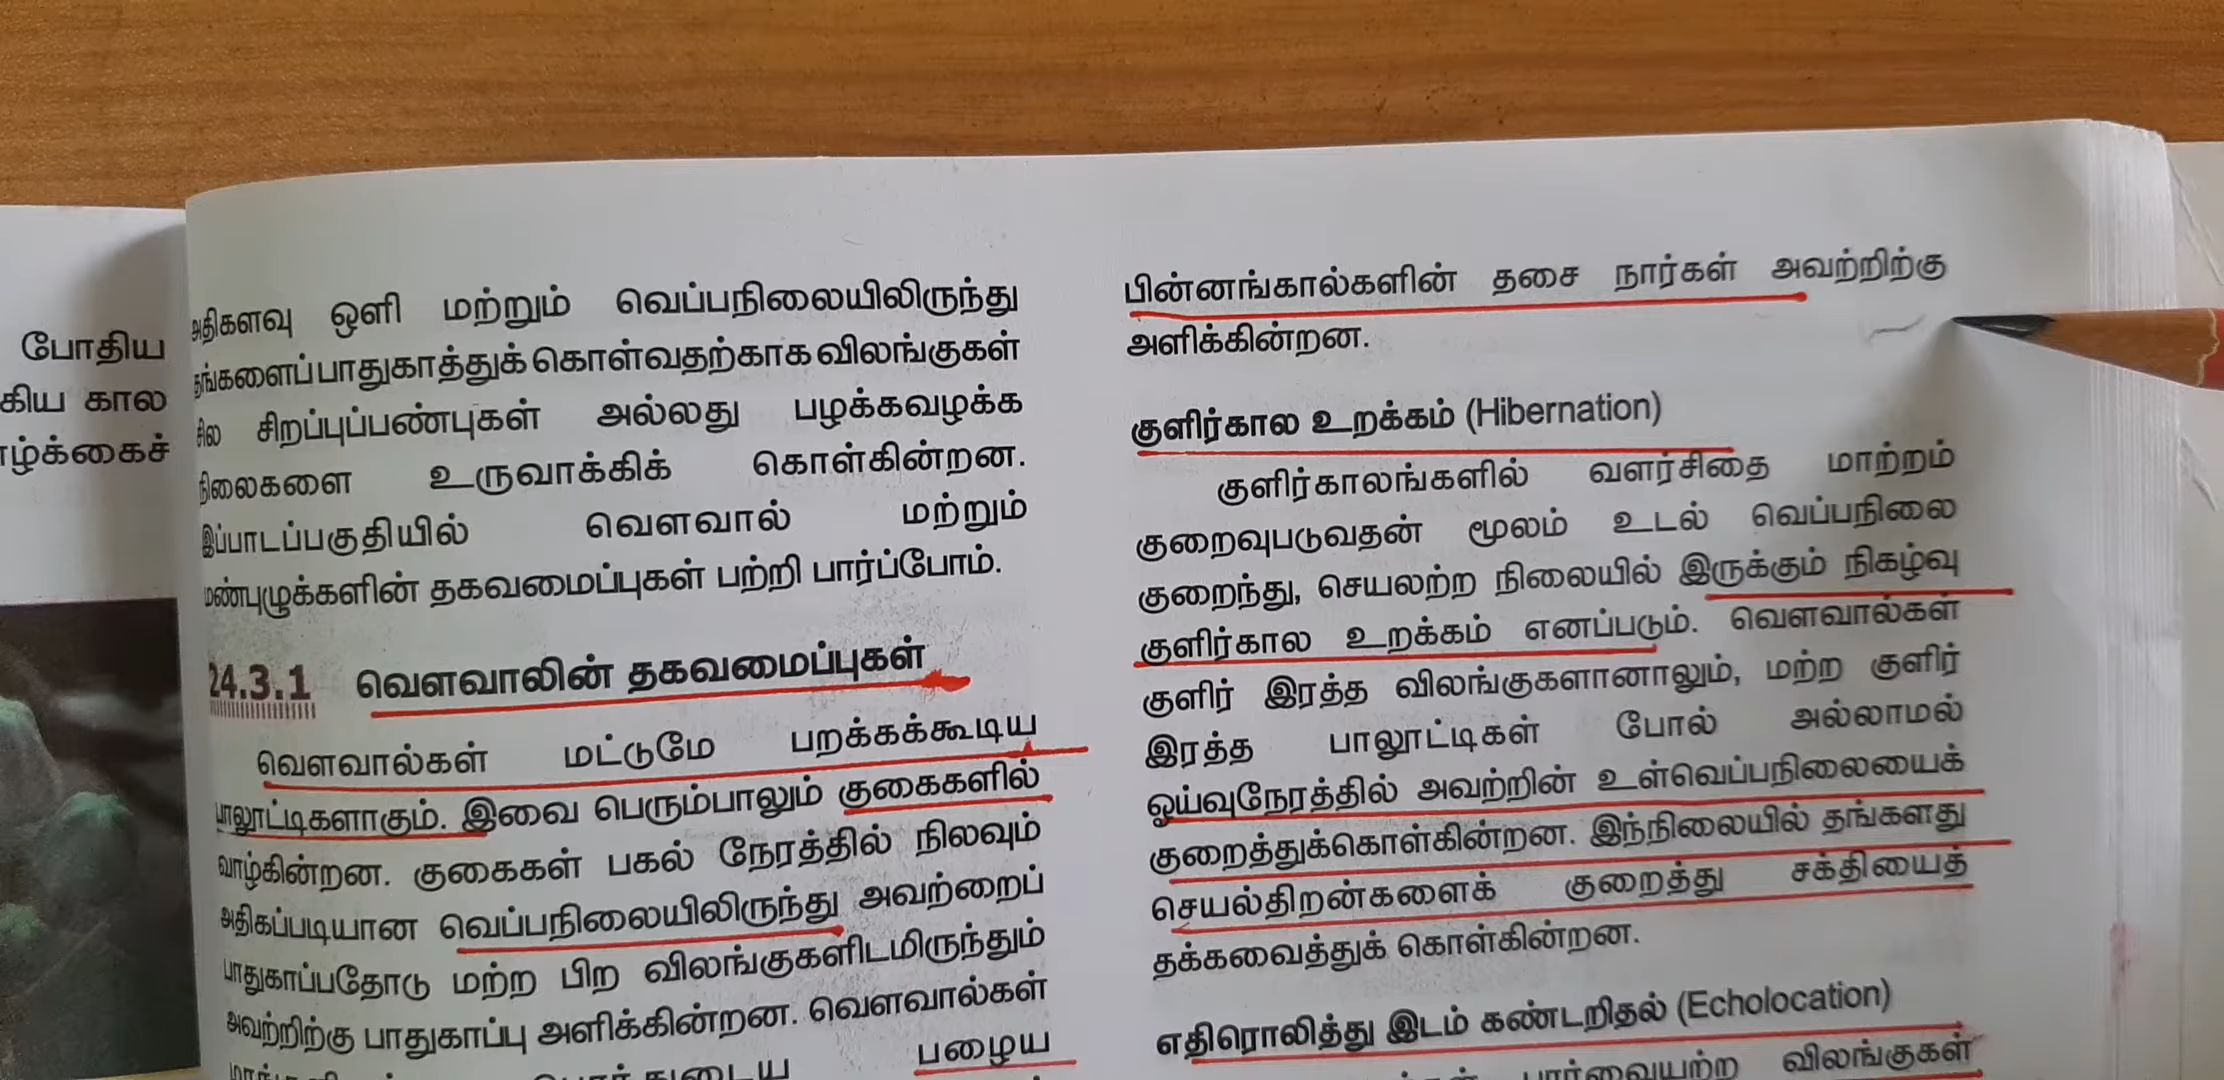 போதிய
கிய கால
ழ்க்கைச்
அதிகளவு ஒளி மற்றும் வெப்பநிலையிலிருந்து
தங்களைப் பாதுகாத்துக் கொள்வதற்காக விலங்குகள்
சில சிறப்புப்பண்புகள் அல்லது பழக்கவழக்க
நிலைகளை உருவாக்கிக் கொள்கின்றன.
இப்பாடப்பகுதியில் வௌவால் மற்றும்
மண்புழுக்களின் தகவமைப்புகள் பற்றி பார்ப்போம்.
24.3.1 வௌவாலின் தகவமைப்புகள்
வௌவால்கள் மட்டுமே பறக்கக்கூடிய
பாலூட்டிகளாகும். இவை பெரும்பாலும் குகைகளில்
வாழ்கின்றன. குகைகள் பகல் நேரத்தில் நிலவும்
அதிகப்படியான வெப்பநிலையிலிருந்து அவற்றைப்
பாதுகாப்பதோடு மற்ற பிற விலங்குகளிடமிருந்தும்
அவற்றிற்கு பாதுகாப்பு அளிக்கின்றன. வௌவால்கள்
பழைய
பின்னங்கால்களின் தசை நார்கள் அவற்றிற்கு
அளிக்கின்றன.
குளிர்கால உறக்கம் (Hibernation)
குளிர்காலங்களில் வளர்சிதை மாற்றம்
குறைவுபடுவதன் மூலம் உடல் வெப்பநிலை
குறைந்து, செயலற்ற நிலையில் இருக்கும் நிகழ்வு
குளிர்கால உறக்கம் எனப்படும். வௌவால்கள்
குளிர் இரத்த விலங்குகளானாலும், மற்ற குளிர்
இரத்த பாலூட்டிகள் போல் அல்லாமல்
ஓய்வுநேரத்தில் அவற்றின் உள்வெப்பநிலையைக்
குறைத்துக்கொள்கின்றன. இந்நிலையில் தங்களது
செயல்திறன்களைக் குறைத்து சக்தியைத்
தக்கவைத்துக் கொள்கின்றன.
எதிரொலித்து இடம் கண்டறிதல் (Echolocation)
பார்வையற்ற விலங்குகள்